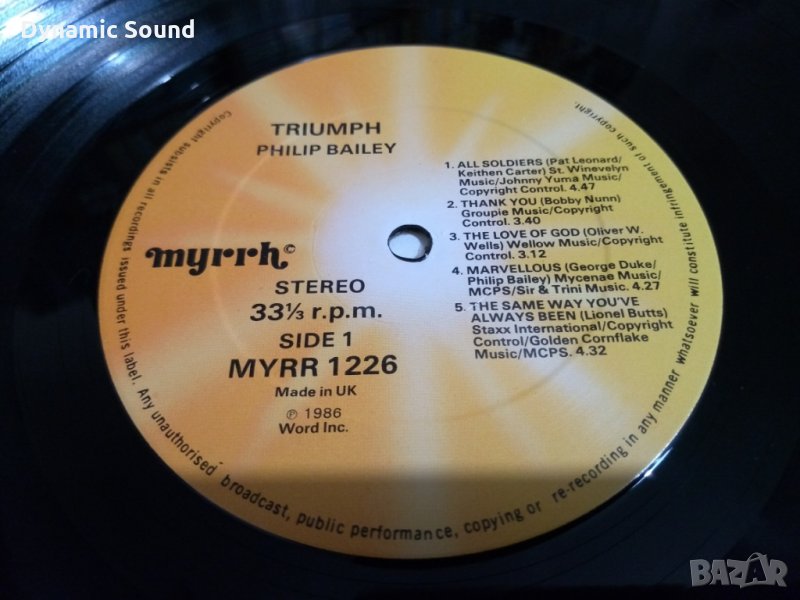 Dynamic Sound
TRIUMPH
PHILIP BAILEY
myrrh©
STEREO
33⅓ r.p.m.
SIDE 1
MYRR 1226
Made in UK
℗ 1986
Word Inc.
1. ALL SOLDIERS (Pat Leonard/
Keithen Carter) St. Winevelyn
Music/Johnny Yuma Music/
Copyright Control. 4.47
2. THANK YOU (Bobby Nunn)
Groupie Music/Copyright
Control. 3.40
3. THE LOVE OF GOD (Oliver W.
Wells) Wellow Music/Copyright
Control. 3.12
4. MARVELLOUS (George Duke/
Philip Bailey) Mycenae Music/
MCPS/Sir & Trini Music. 4.27
5. THE SAME WAY YOU'VE
ALWAYS BEEN (Lionel Butts)
Staxx International/Copyright
Control/Golden Cornflake
Music/MCPS. 4.32
Copyright subsists in all recordings issued under this label. Any unauthorised broadcast, public performance, copying or re-recording in any manner whatsoever will constitute infringement of such copyright.
BAZAR